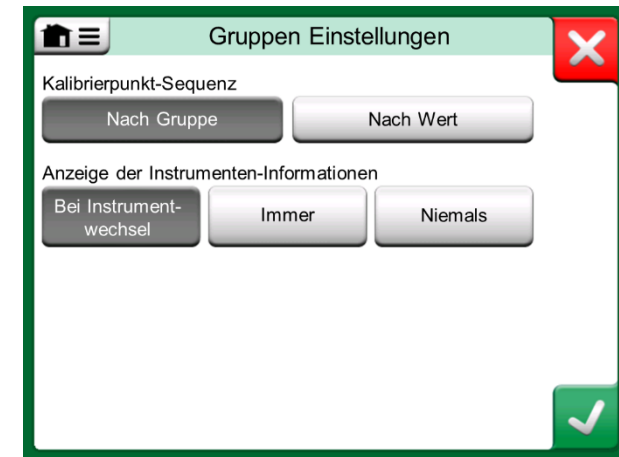 Gruppen Einstellungen
Kalibrierpunkt-Sequenz
Nach Gruppe
Nach Wert
Anzeige der Instrumenten-Informationen
Bei Instrument-
wechsel
Immer
Niemals